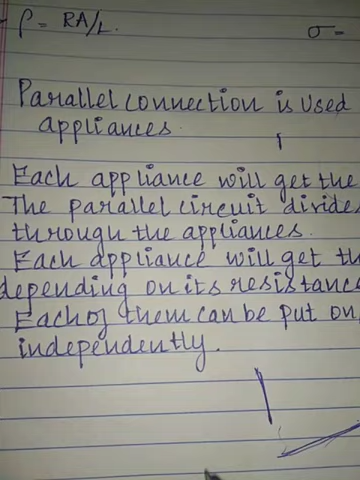 ρ = RA/L. σ =
Parallel connection is used
appliances.
Each appliance will get the
The parallel circuit divide
through the appliances.
Each appliance will get th
depending on its resistance
Each of them can be put on
independently.